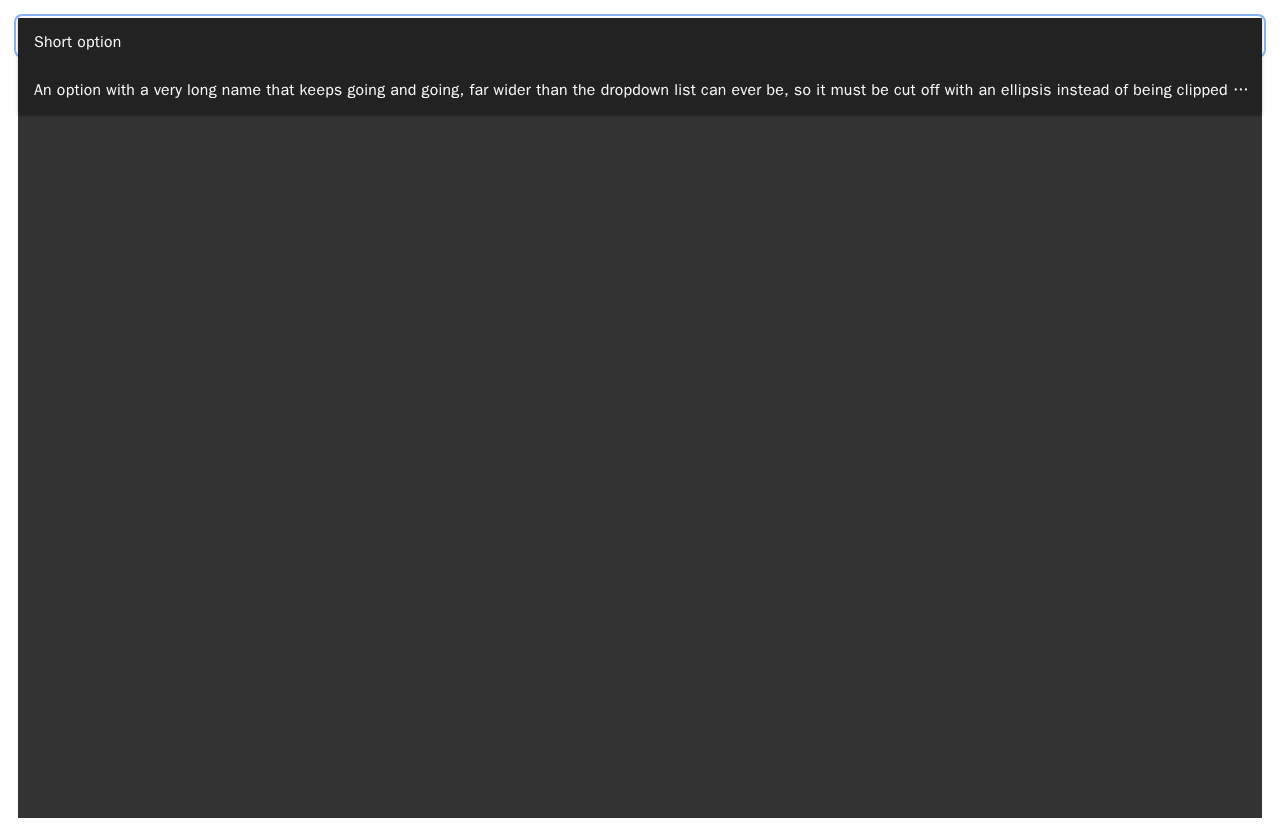 Short option
An option with a very long name that keeps going and going, far wider than the dropdown list can ever be, so it must be cut off with an ellipsis instead of being clipped …